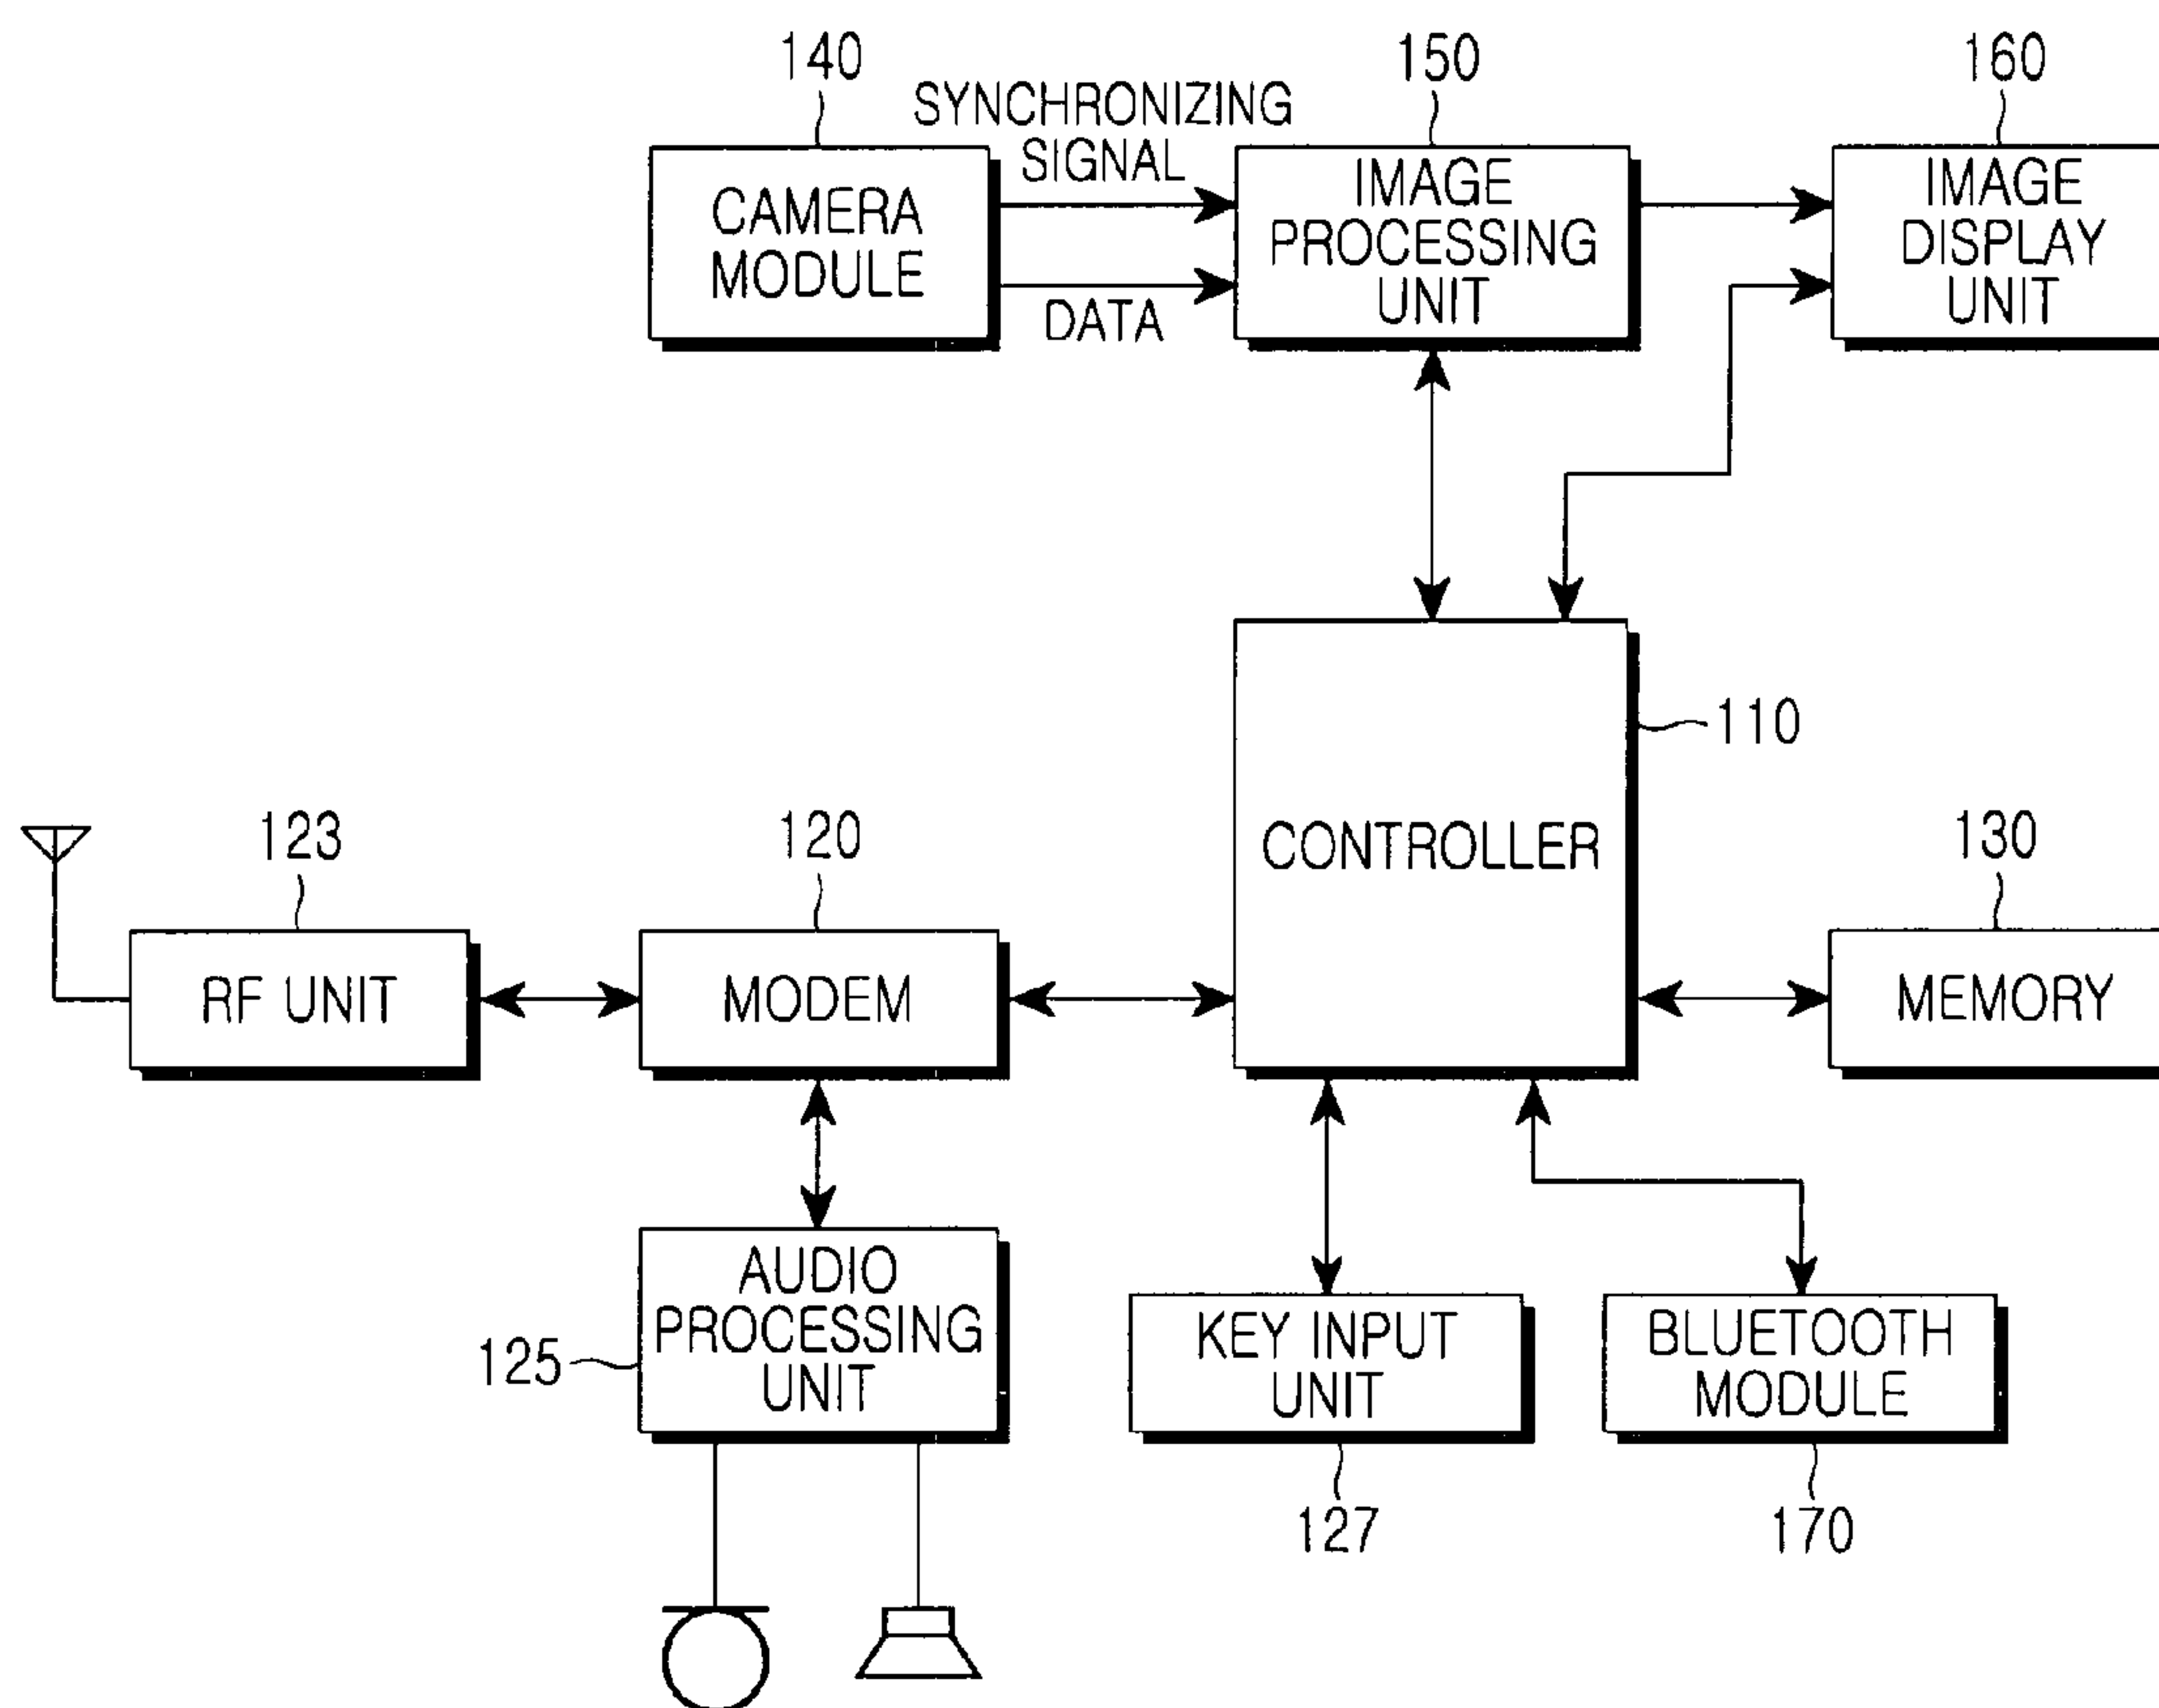 140
150
160
SYNCHRONIZING
SIGNAL
CAMERA
MODULE
DATA
IMAGE
PROCESSING
UNIT
IMAGE
DISPLAY
UNIT
110
CONTROLLER
123
120
130
RF UNIT
MODEM
MEMORY
AUDIO
PROCESSING
UNIT
125
KEY INPUT
UNIT
BLUETOOTH
MODULE
127
170